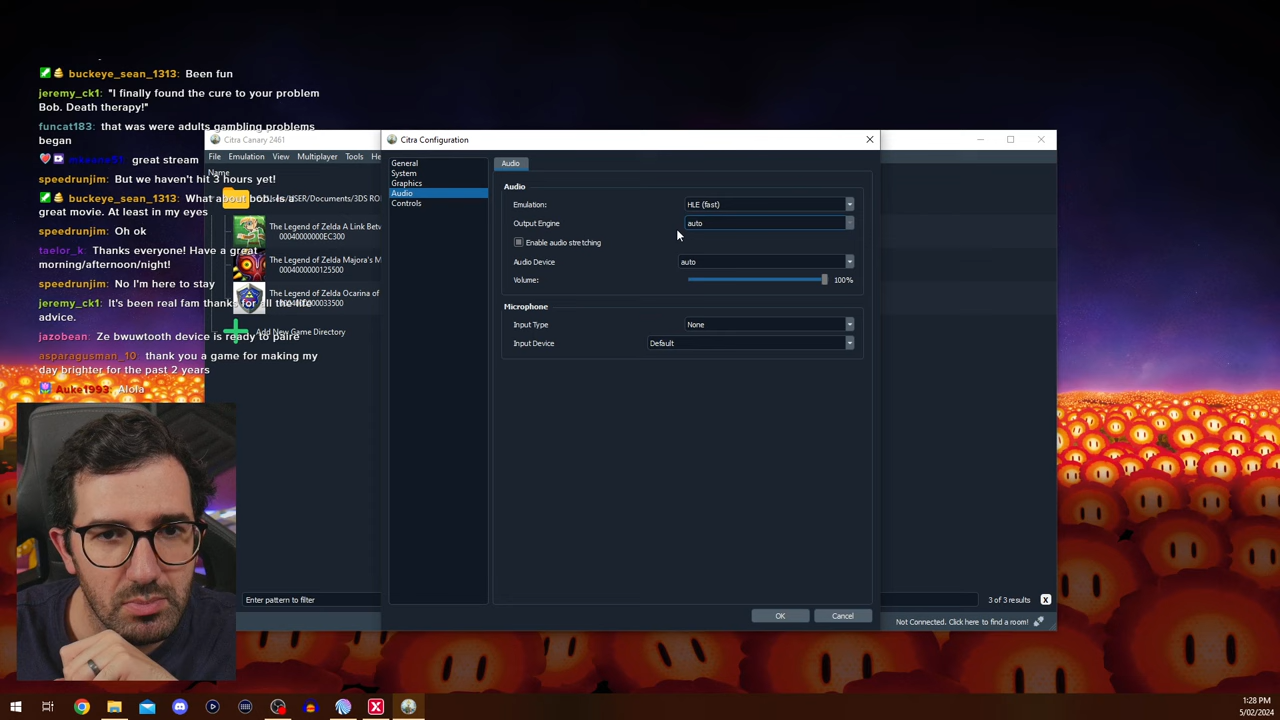 buckeye_sean_1313: Been fun
jeremy_ck1: "I finally found the cure to your problem
Bob. Death therapy!"
funcat183: that was were adults gambling problems
began
great stream
speedrunjim: But we haven't hit 3 hours yet!
buckeye_sean_1313: What about bob. Is a
great movie. At least in my eyes
speedrunjim: Oh ok
taelor_k: Thanks everyone! Have a great
morning/afternoon/night!
speedrunjim: No I'm here to stay
jeremy_ck1: It's been real fam thanks for all the life
advice.
jazobean: Ze bwuwtooth device is ready to paire
asparagusman_10: thank you a game for making my
day brighter for the past 2 years
Auke1993: Alola
Citra Canary 2461
File Emulation View Multiplayer Tools He
Name
The Legend of Zelda A Link Betw
00040000000EC300
The Legend of Zelda Majora's M
0004000000125500
The Legend of Zelda Ocarina of
0004000000033500
Add New Game Directory
Enter pattern to filter
3 of 3 results
X
Not Connected. Click here to find a room!
Citra Configuration
General
System
Graphics
Audio
Controls
Audio
Audio
Emulation: HLE (fast)
Output Engine auto
Enable audio stretching
Audio Device auto
Volume: 100%
Microphone
Input Type None
Input Device Default
OK Cancel
1:28 PM
5/02/2024